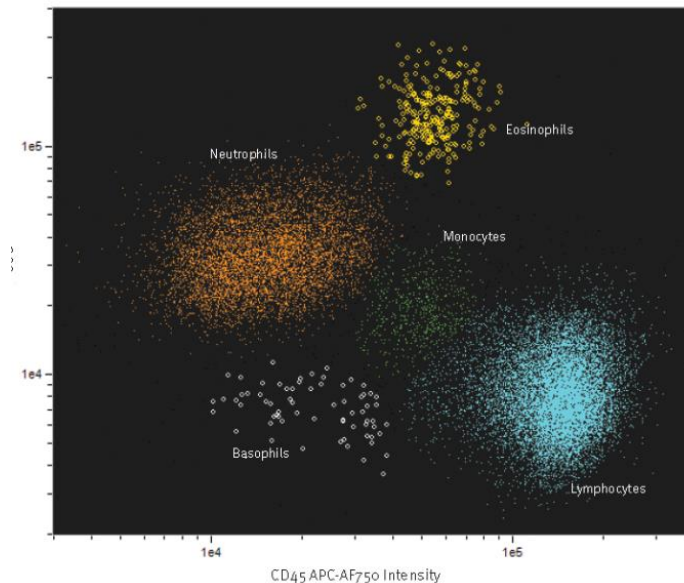 Eosinophils
1e5
Neutrophils
Monocytes
1e4
Basophils
Lymphocytes
1e4
1e5
CD45 APC-AF750 Intensity